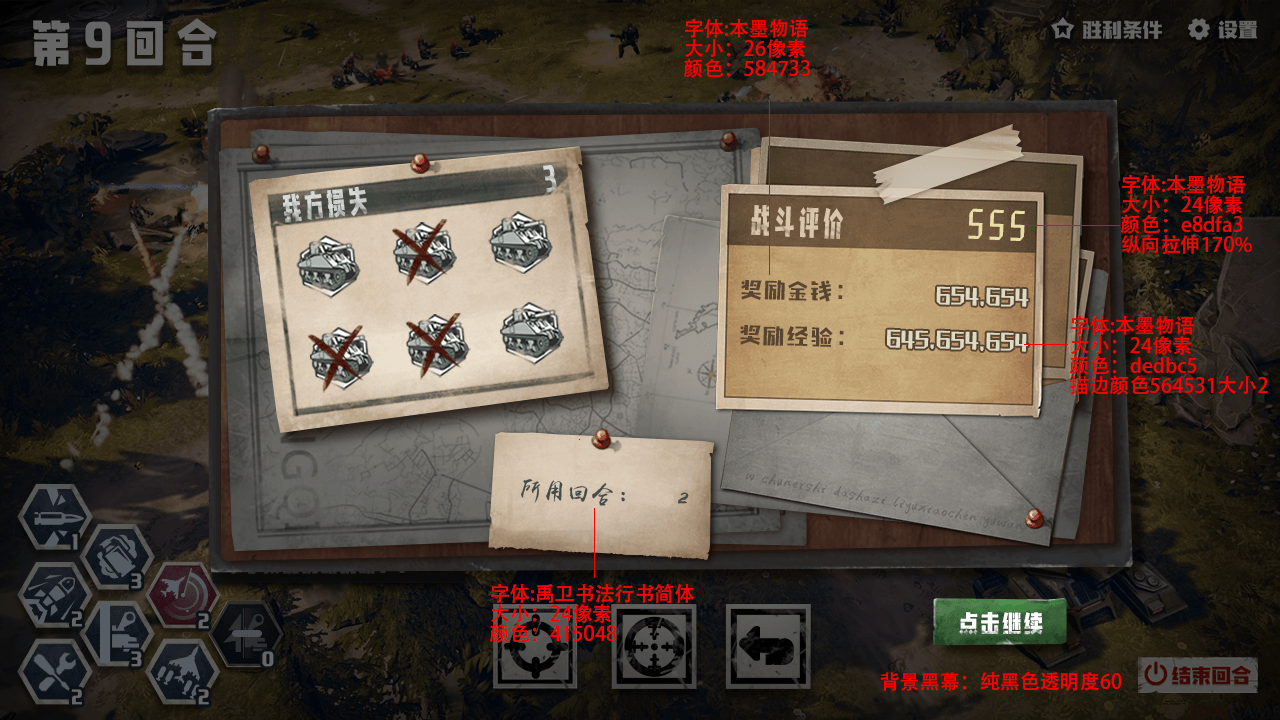 第9回合
字体:本墨物语
大小：26像素
颜色：584733
胜利条件
设置
我方损失
3
战斗评价
555
字体:本墨物语
大小：24像素
颜色：e8dfa3
纵向拉伸170%
奖励金钱：
654,654
奖励经验：
645,654,654
字体:本墨物语
大小：24像素
颜色：dedbc5
描边颜色564531大小2
所用回合：
2
字体:禹卫书法行书简体
大小：24像素
颜色：415048
1
3
2
2
3
0
2
2
点击继续
背景黑幕：纯黑色透明度60
结束回合